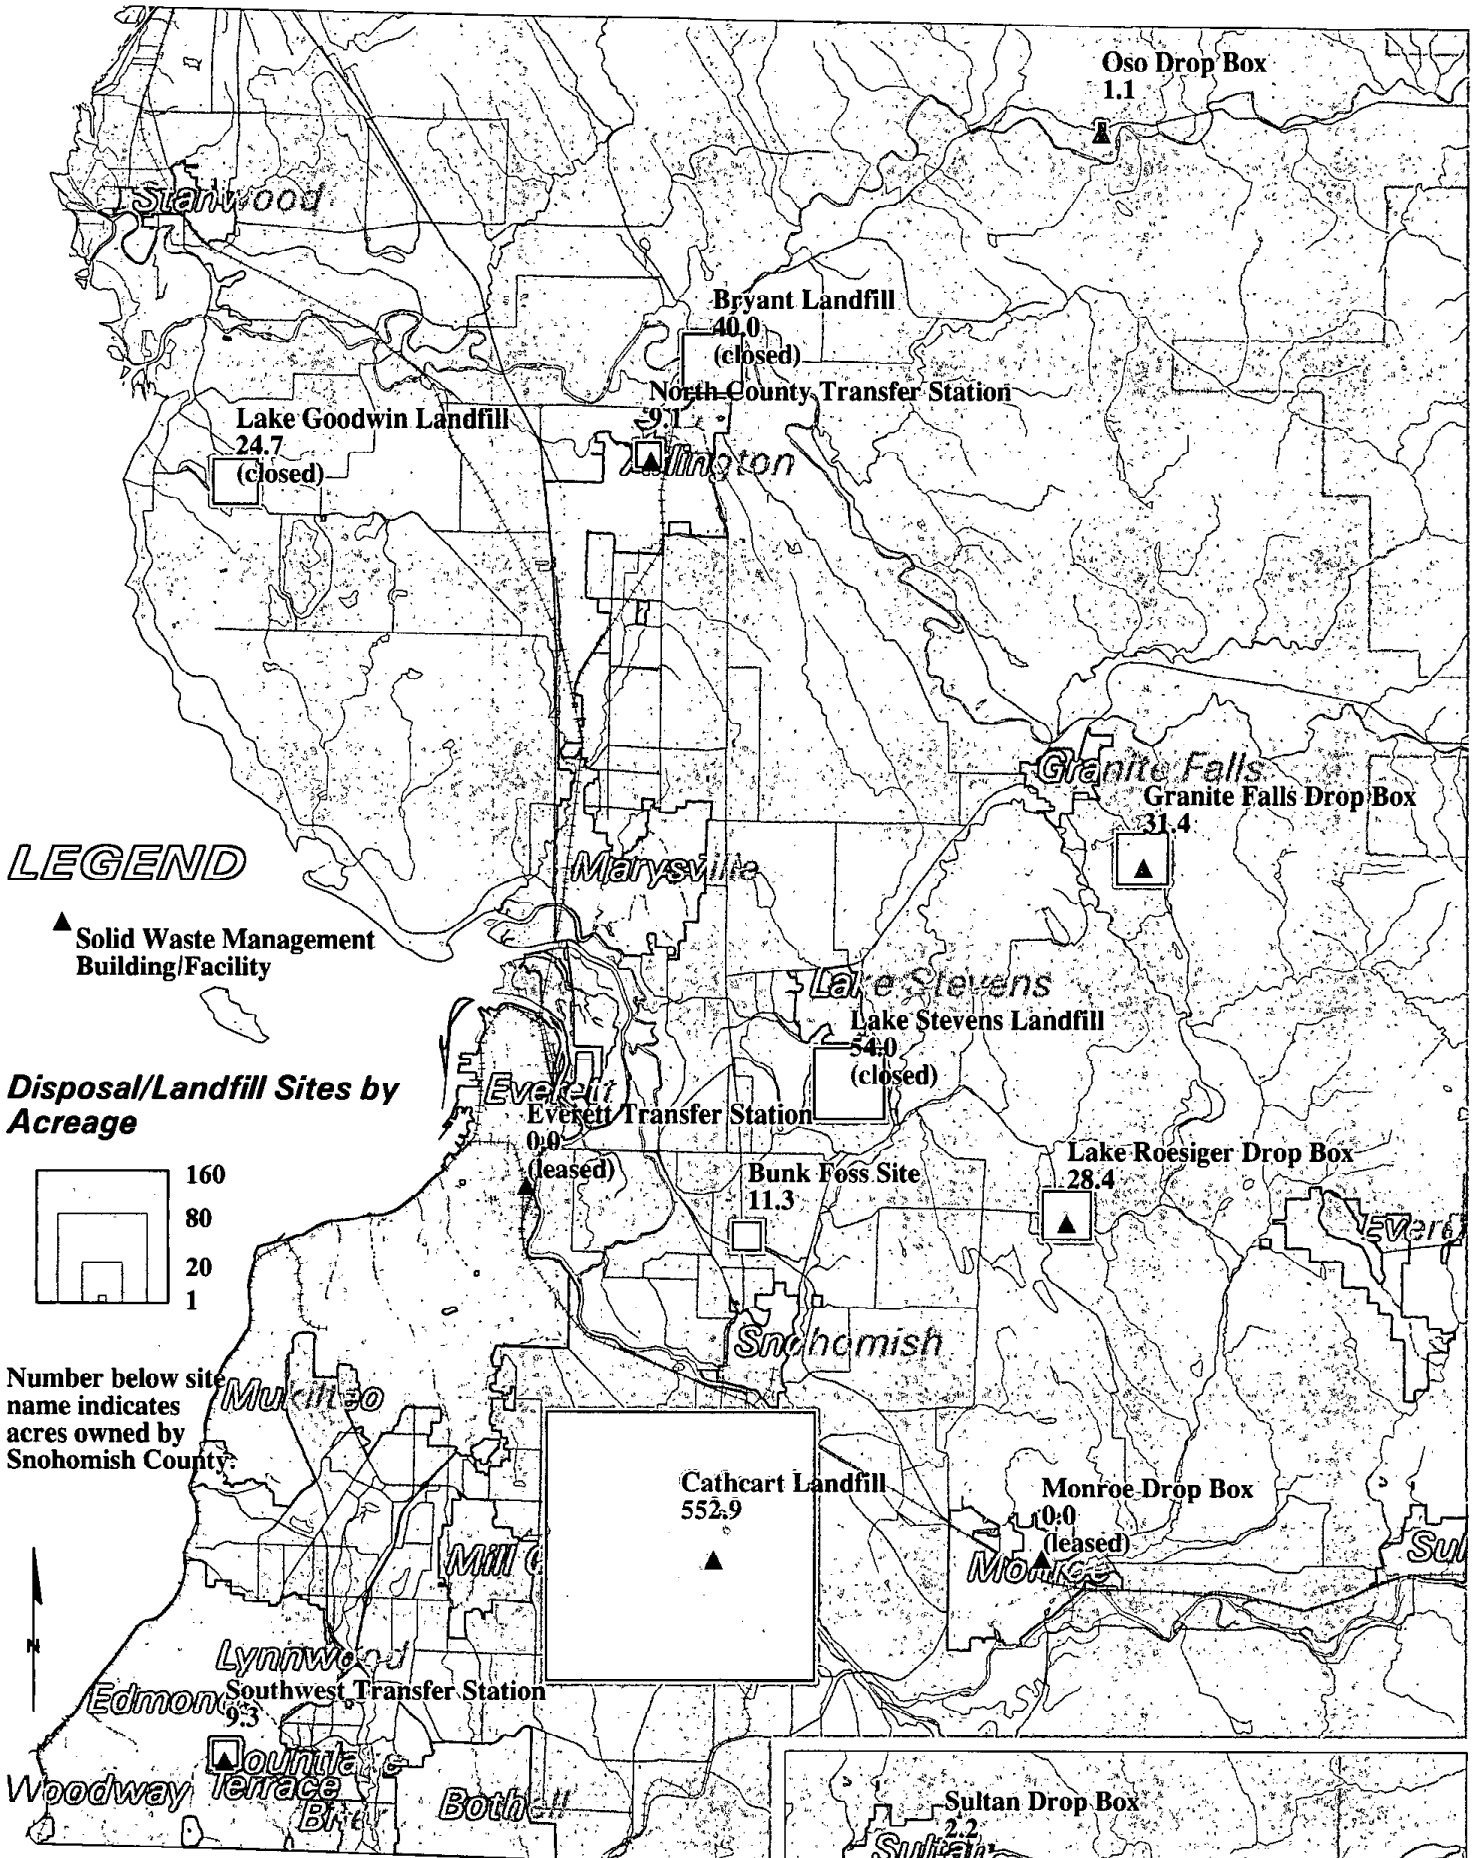 Oso Drop Box
1.1
Stanwood
Bryant Landfill
40.0
(closed)
North County Transfer Station
9.1
Arlington
Lake Goodwin Landfill
24.7
(closed)
Granite Falls
Granite Falls Drop Box
31.4
LEGEND
Marysville
Solid Waste Management
Building/Facility
Lake Stevens
Lake Stevens Landfill
54.0
(closed)
Disposal/Landfill Sites by
Acreage
Everett
Everett Transfer Station
0.0
(leased)
Bunk Foss Site
11.3
Lake Roesiger Drop Box
28.4
160
80
20
1
Snohomish
Number below site
name indicates
acres owned by
Snohomish County.
Mukilteo
Cathcart Landfill
552.9
Monroe Drop Box
0.0
(leased)
Monroe
Mill C
Sul
N
Lynnwood
Edmon
Southwest Transfer Station
9.3
Mountlake
Terrace
Woodway
Brier
Bothell
Sultan Drop Box
2.2
Sultan